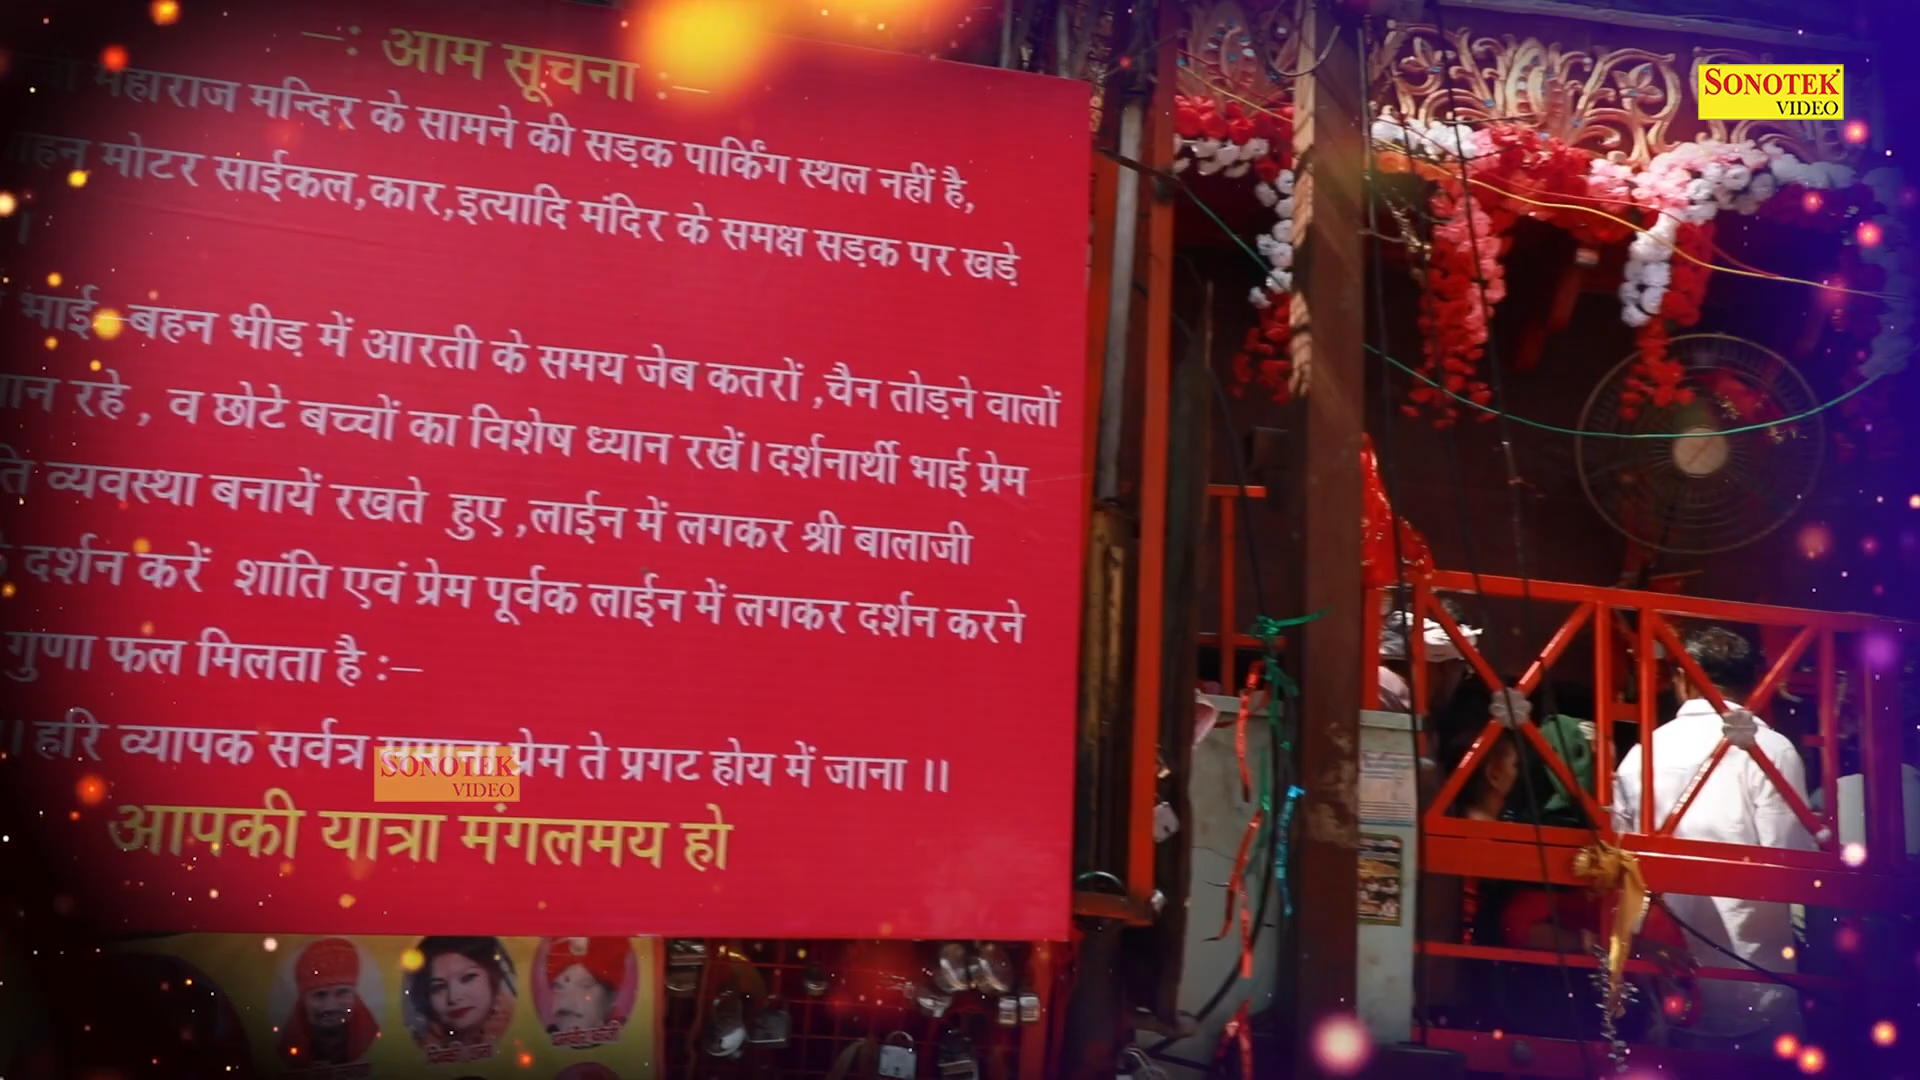 –: आम सूचना –
महाराज मन्दिर के सामने की सड़क पार्किंग स्थल नहीं है,
मोटर साईकल,कार,इत्यादि मंदिर के समक्ष सड़क पर खडे़
।
भाई–बहन भीड़ में आरती के समय जेब कतरों ,चैन तोड़ने वालों
रहे , व छोटे बच्चों का विशेष ध्यान रखें।दर्शनार्थी भाई प्रेम
व्यवस्था बनायें रखते हुए ,लाईन में लगकर श्री बालाजी
दर्शन करें शांति एवं प्रेम पूर्वक लाईन में लगकर दर्शन करने
गुणा फल मिलता है :–
।। हरि व्यापक सर्वत्र समाना प्रेम ते प्रगट होय में जाना ।।
आपकी यात्रा मंगलमय हो
SONOTEK
VIDEO
SONOTEK
VIDEO